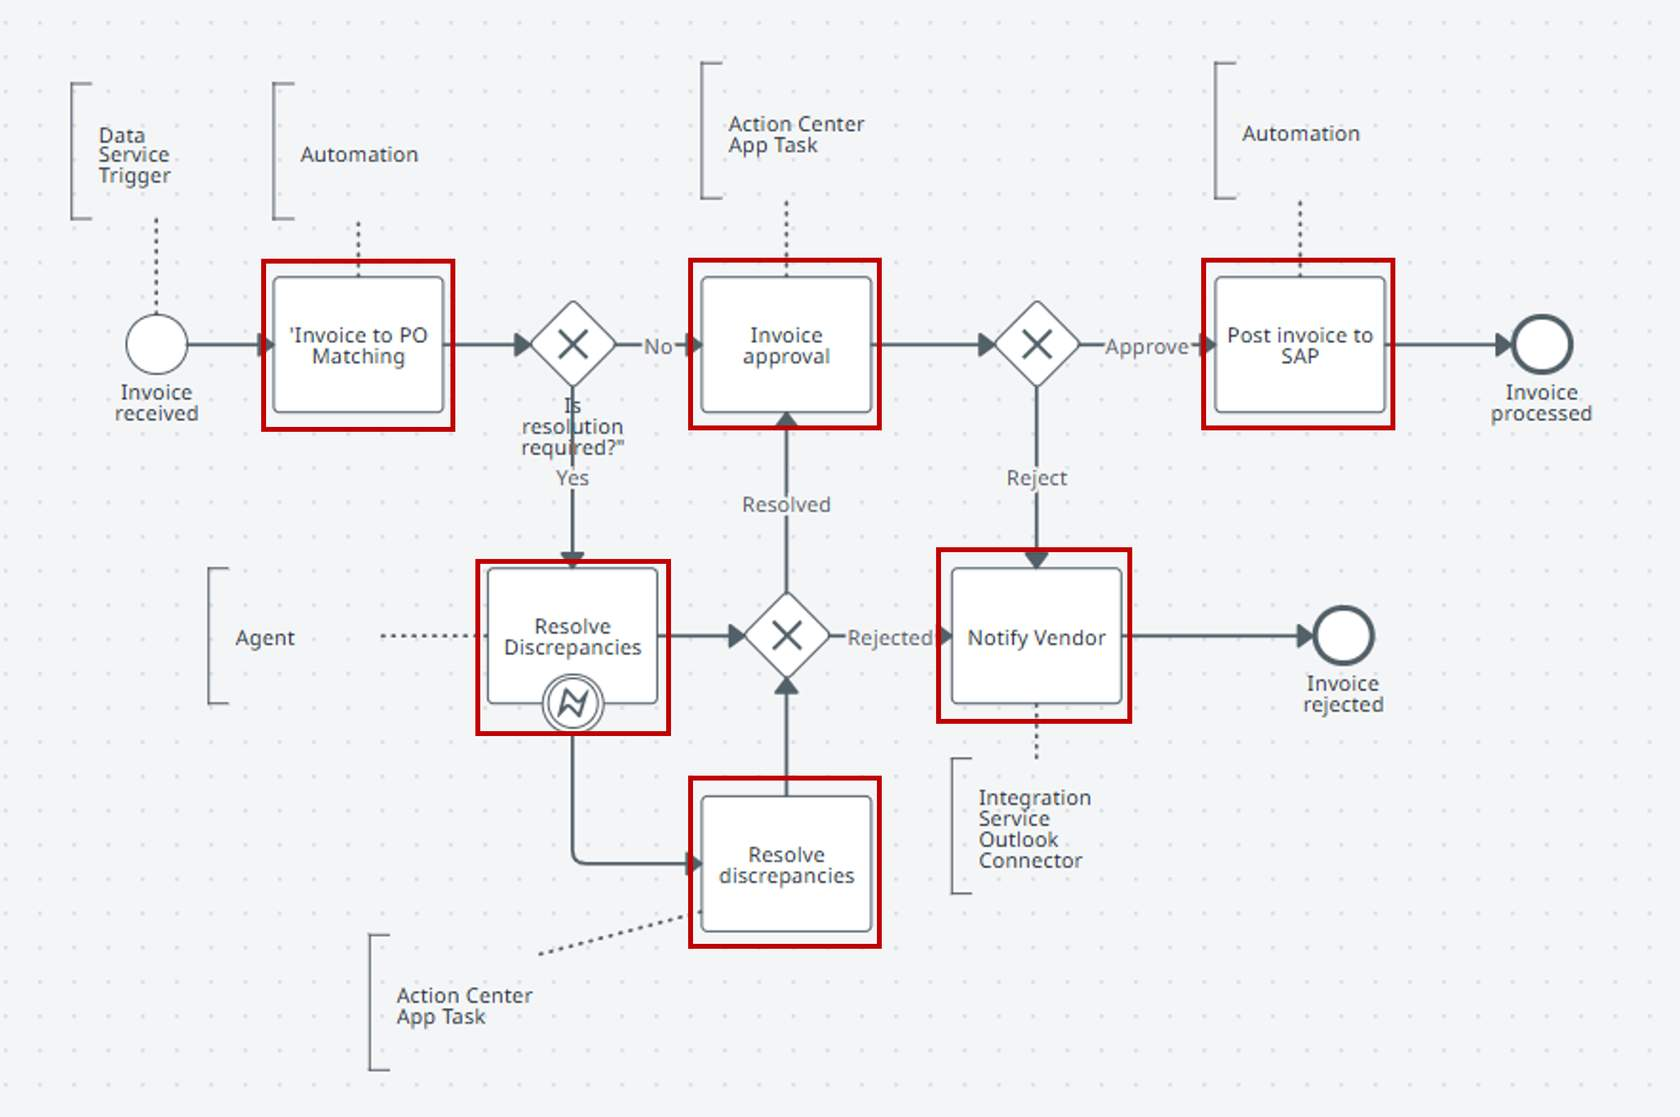 Data
Service
Trigger
Automation
Action Center
App Task
Automation
'Invoice to PO
Matching
Invoice
approval
Post invoice to
SAP
No
Approve
Invoice
received
Is
resolution
required?"
Yes
Invoice
processed
Resolved
Reject
Agent
Resolve
Discrepancies
Rejected
Notify Vendor
Invoice
rejected
Integration
Service
Outlook
Connector
Resolve
discrepancies
Action Center
App Task